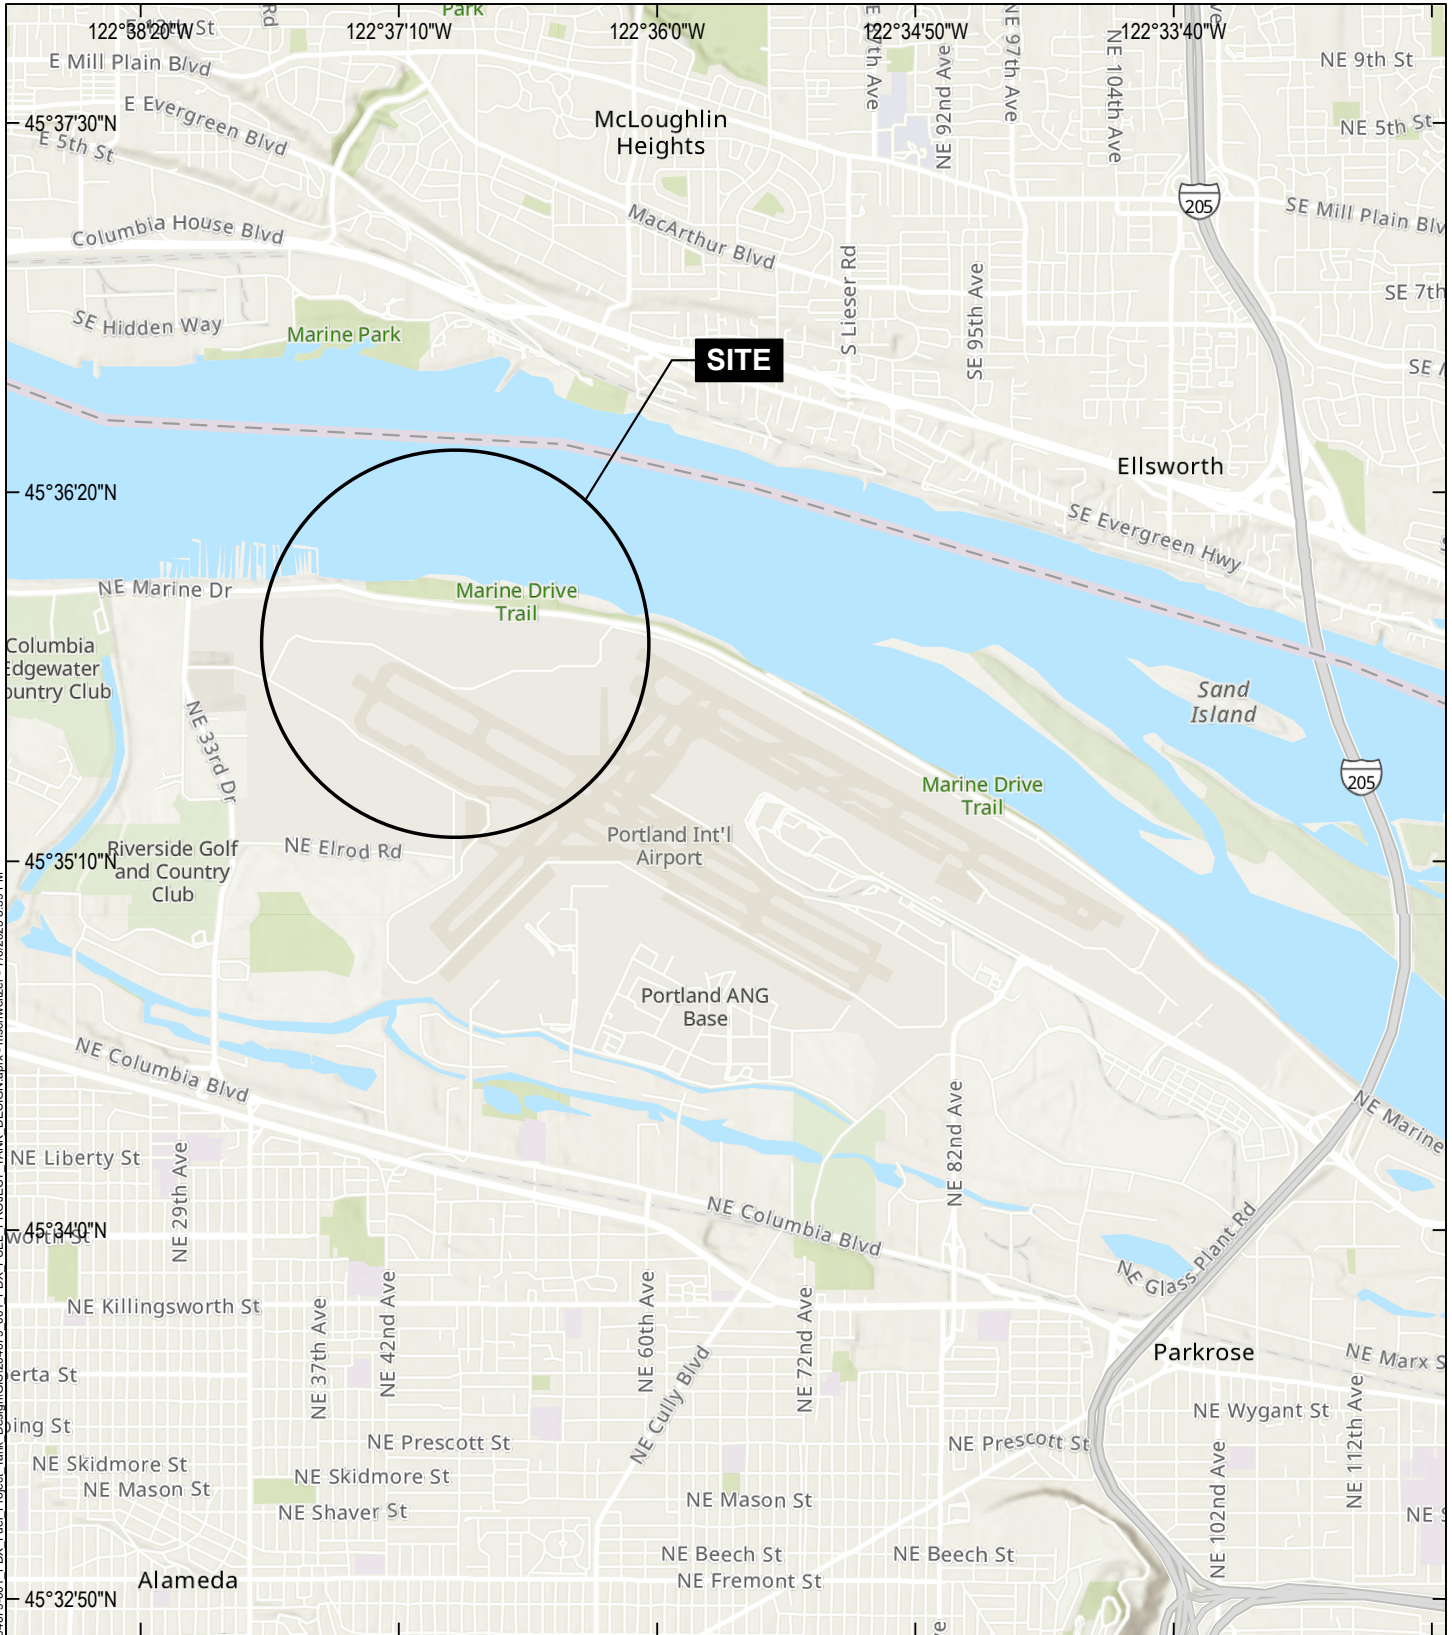 Park
122°38'20"W
122°37'10"W
122°36'0"W
122°34'50"W
122°33'40"W
E 12th St
Rd
E Mill Plain Blvd
NE 92nd Ave
NE 97th Ave
NE 104th Ave
NE 9th St
E Evergreen Blvd
45°37'30"N
McLoughlin
Heights
NE 5th St
E 5th St
205
SE Mill Plain Blv
Columbia House Blvd
MacArthur Blvd
S Lieser Rd
SE 95th Ave
SE 7th
SE Hidden Way
Marine Park
SITE
SE
Ellsworth
45°36'20"N
SE Evergreen Hwy
NE Marine Dr
Marine Drive
Trail
Columbia
Edgewater
ountry Club
Sand
Island
NE 33rd Dr
205
Marine Drive
Trail
Portland Int'l
Airport
45°35'10"N
Riverside Golf
and Country
Club
NE Elrod Rd
Portland ANG
Base
NE Columbia Blvd
NE 82nd Ave
NE Marine
NE Liberty St
NE 29th Ave
NE Columbia Blvd
45°34'0"N
worth St
NE Glass Plant Rd
NE Killingsworth St
NE 37th Ave
NE 42nd Ave
NE 60th Ave
NE 72nd Ave
Parkrose
NE Marx S
erta St
NE Cully Blvd
NE Wygant St
NE 112th Ave
ping St
NE Prescott St
NE Prescott St
NE Skidmore St
NE Skidmore St
NE Mason St
NE Mason St
NE Shaver St
NE 102nd Ave
NE
NE Beech St
NE Beech St
Alameda
NE Fremont St
45°32'50"N